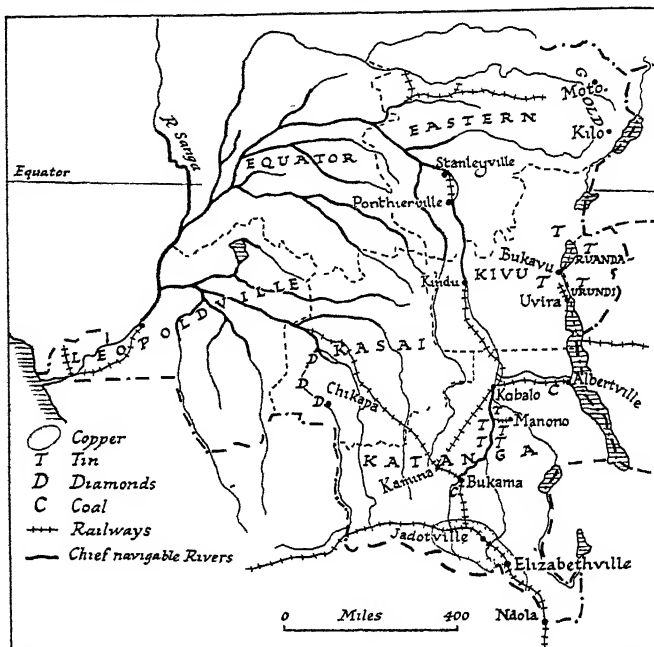 R Sanga
Equator
EQUATOR
EASTERN
GOLD
Moto
Kilo
Stanleyville
Ponthierville
Kindu
KIVU
T
T
T
T
RUANDA
(URUNDI)
Bukavu
Uvira
LEOPOLDVILLE
KASAI
D
D
D
Chikapa
Kabalo
C
Albertville
T
T
T
T
T
Manono
KATANGA
Kamina
C
Bukama
Jadotville
Elizabethville
Ndola
Copper
T Tin
D Diamonds
C Coal
Railways
Chief navigable Rivers
0 Miles 400